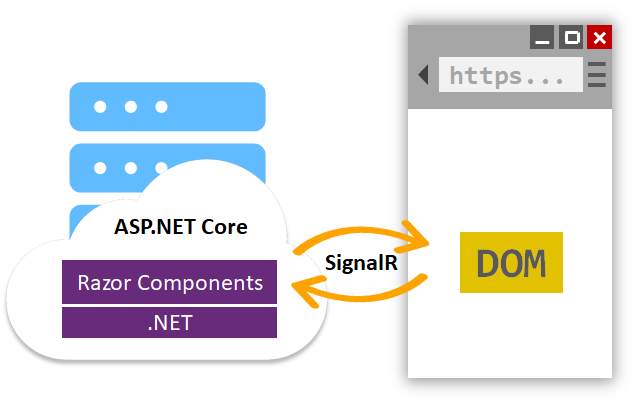 https...
ASP.NET Core
Razor Components
.NET
SignalR
DOM